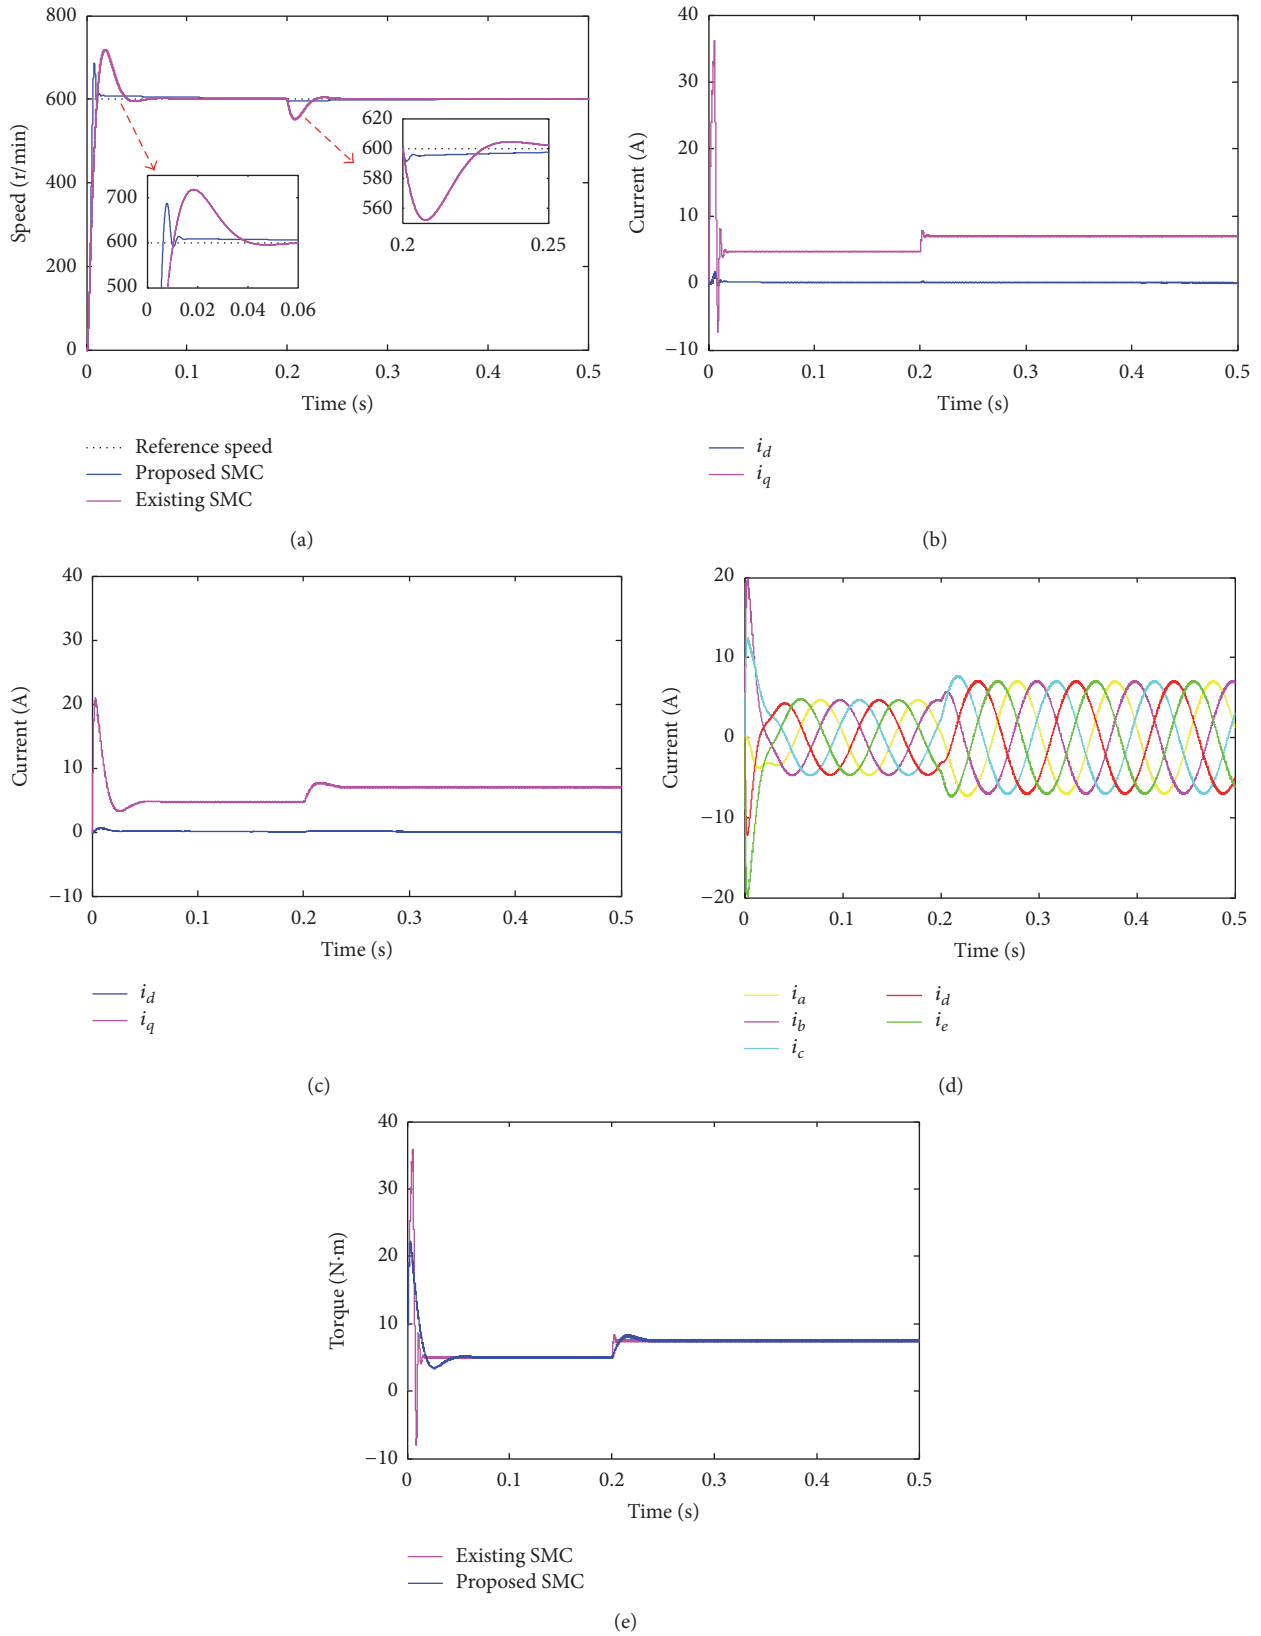 800
600
400
200
0
Speed (r/min)
700
600
500
0 0.02 0.04 0.06
620
600
580
560
0.2 0.25
0 0.1 0.2 0.3 0.4 0.5
Time (s)
Reference speed
Proposed SMC
Existing SMC
(a)
40
30
20
10
0
−10
Current (A)
0 0.1 0.2 0.3 0.4 0.5
Time (s)
i_d
i_q
(b)
40
30
20
10
0
−10
Current (A)
0 0.1 0.2 0.3 0.4 0.5
Time (s)
i_d
i_q
(c)
20
10
0
−10
−20
Current (A)
0 0.1 0.2 0.3 0.4 0.5
Time (s)
i_a i_d
i_b i_e
i_c
(d)
40
30
20
10
0
−10
Torque (N·m)
0 0.1 0.2 0.3 0.4 0.5
Time (s)
Existing SMC
Proposed SMC
(e)